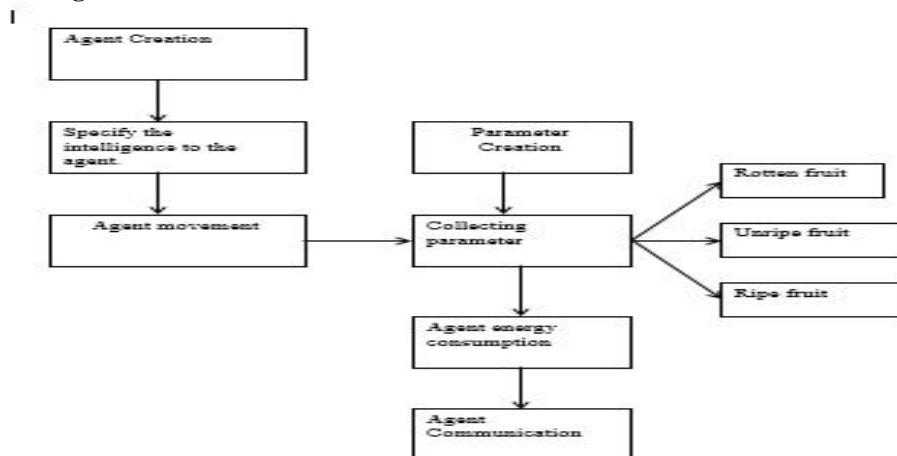 Agent Creation
Specify the
intelligence to the
agent.
Parameter
Creation
Rotten fruit
Agent movement
Collecting
parameter
Unripe fruit
Ripe fruit
Agent energy
consumption
Agent
Communication